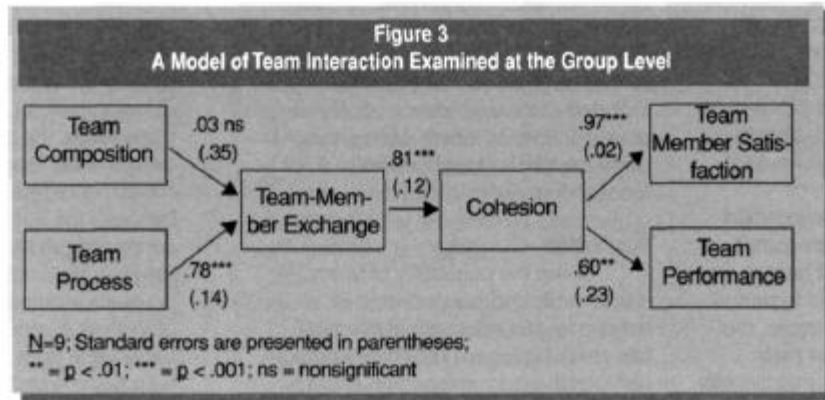 Figure 3
A Model of Team Interaction Examined at the Group Level
Team
Composition
.03 ns
(.35)
Team
Process
.78***
(.14)
Team-Mem-
ber Exchange
.81***
(.12)
Cohesion
.97***
(.02)
Team
Member Satis-
faction
.60**
(.23)
Team
Performance
N=9; Standard errors are presented in parentheses;
** = p < .01; *** = p < .001; ns = nonsignificant